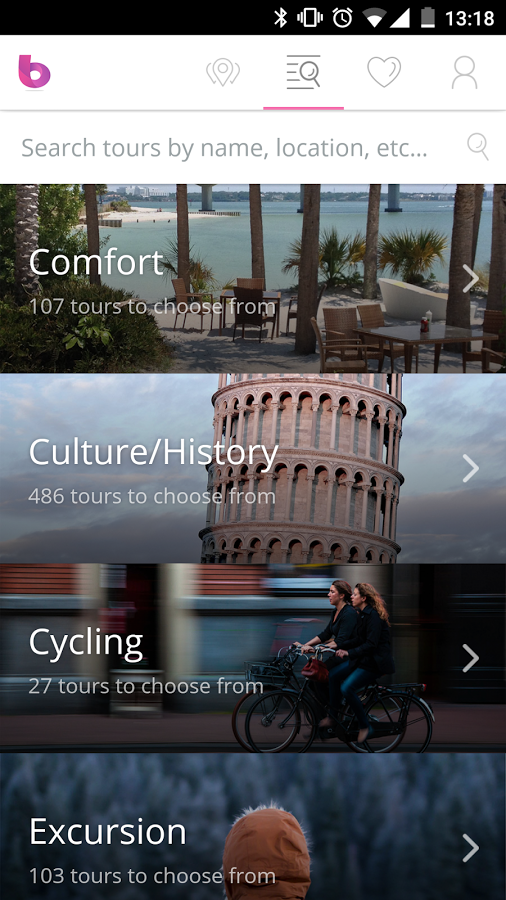 13:18
b
Search tours by name, location, etc...
Comfort
107 tours to choose from
Culture/History
486 tours to choose from
Cycling
27 tours to choose from
Excursion
103 tours to choose from